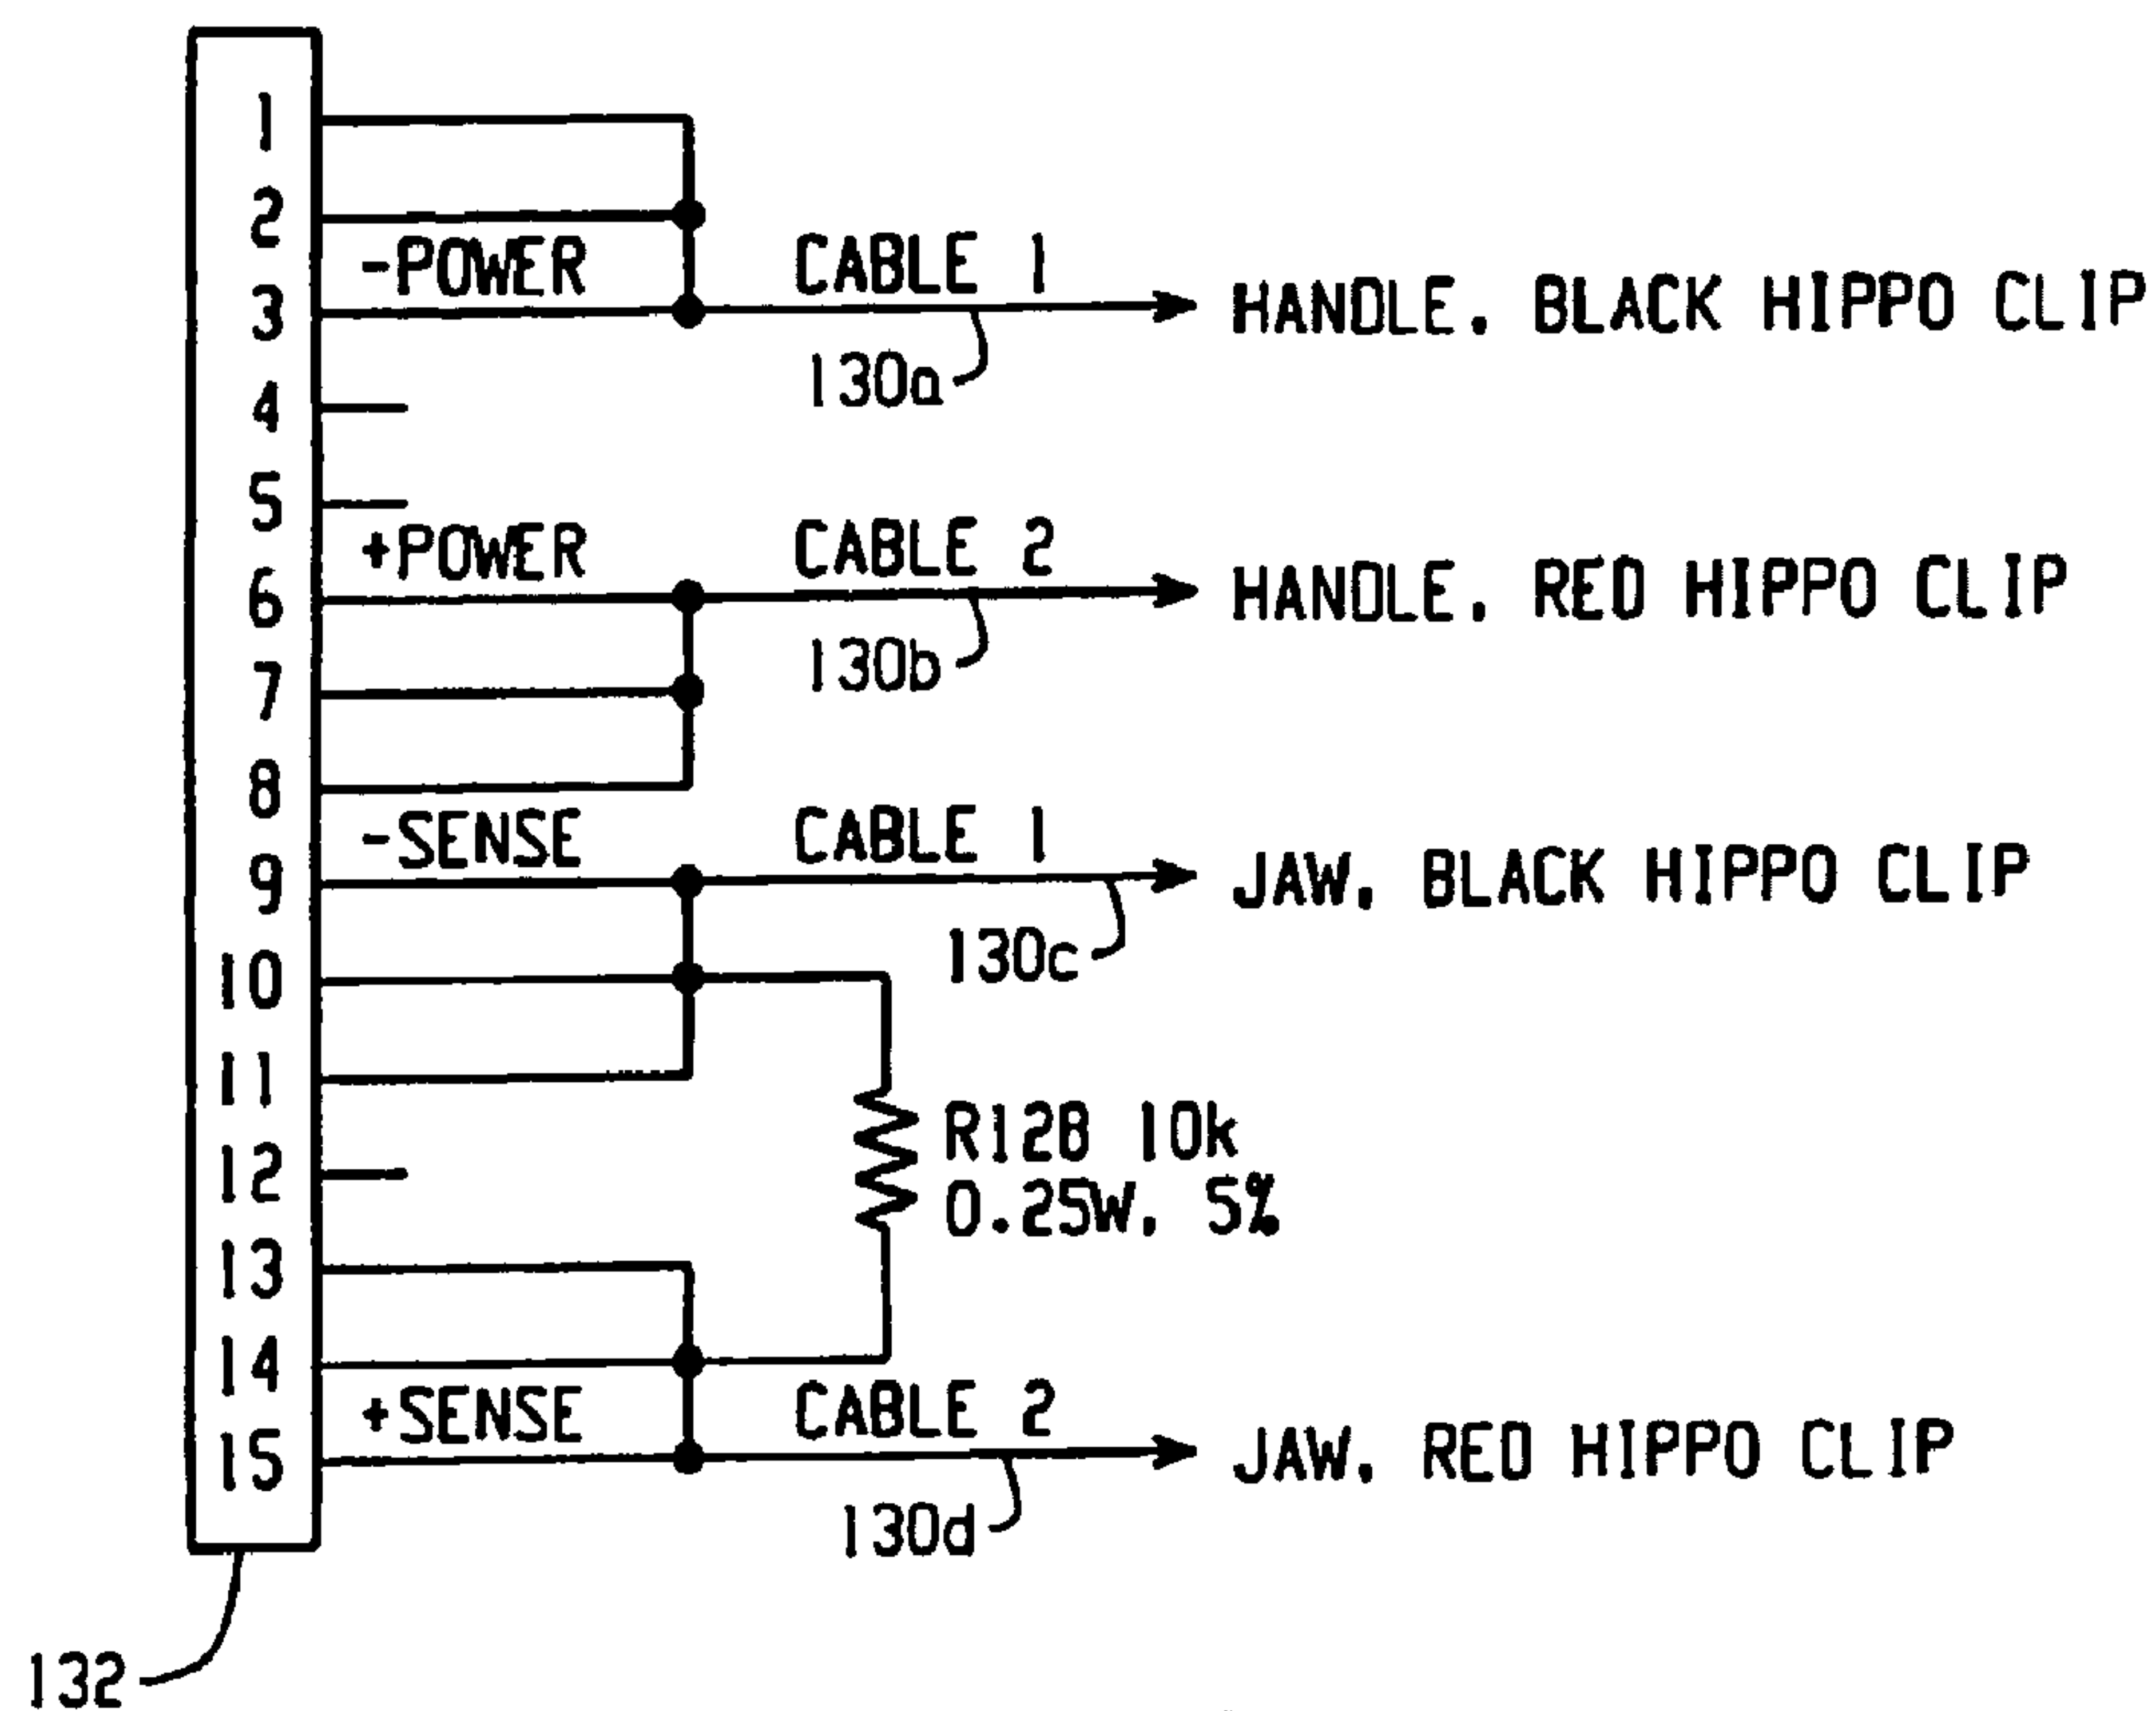 1
2
-POWER CABLE 1
3 HANDLE, BLACK HIPPO CLIP
130a
4
5
+POWER CABLE 2
6 HANDLE, RED HIPPO CLIP
130b
7
8
-SENSE CABLE 1
9 JAW, BLACK HIPPO CLIP
130c
10
11
R128 10k
12
0.25W, 5%
13
14
+SENSE CABLE 2
15 JAW, RED HIPPO CLIP
130d
132